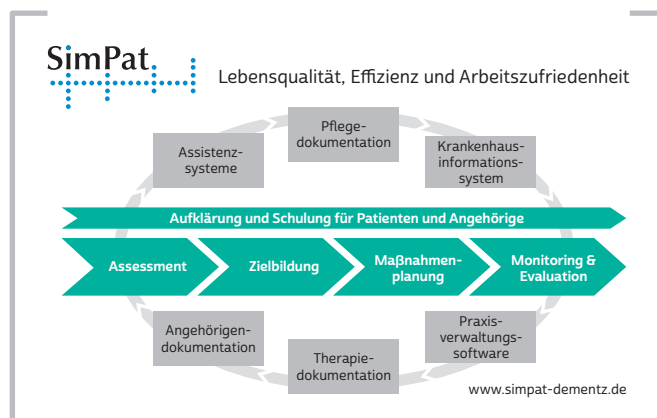 SimPat
Lebensqualität, Effizienz und Arbeitszufriedenheit
Pflege-
dokumentation
Assistenz-
systeme
Krankenhaus-
informations-
system
Aufklärung und Schulung für Patienten und Angehörige
Assessment
Zielbildung
Maßnahmen-
planung
Monitoring &
Evaluation
Angehörigen-
dokumentation
Therapie-
dokumentation
Praxis-
verwaltungs-
software
www.simpat-dementz.de